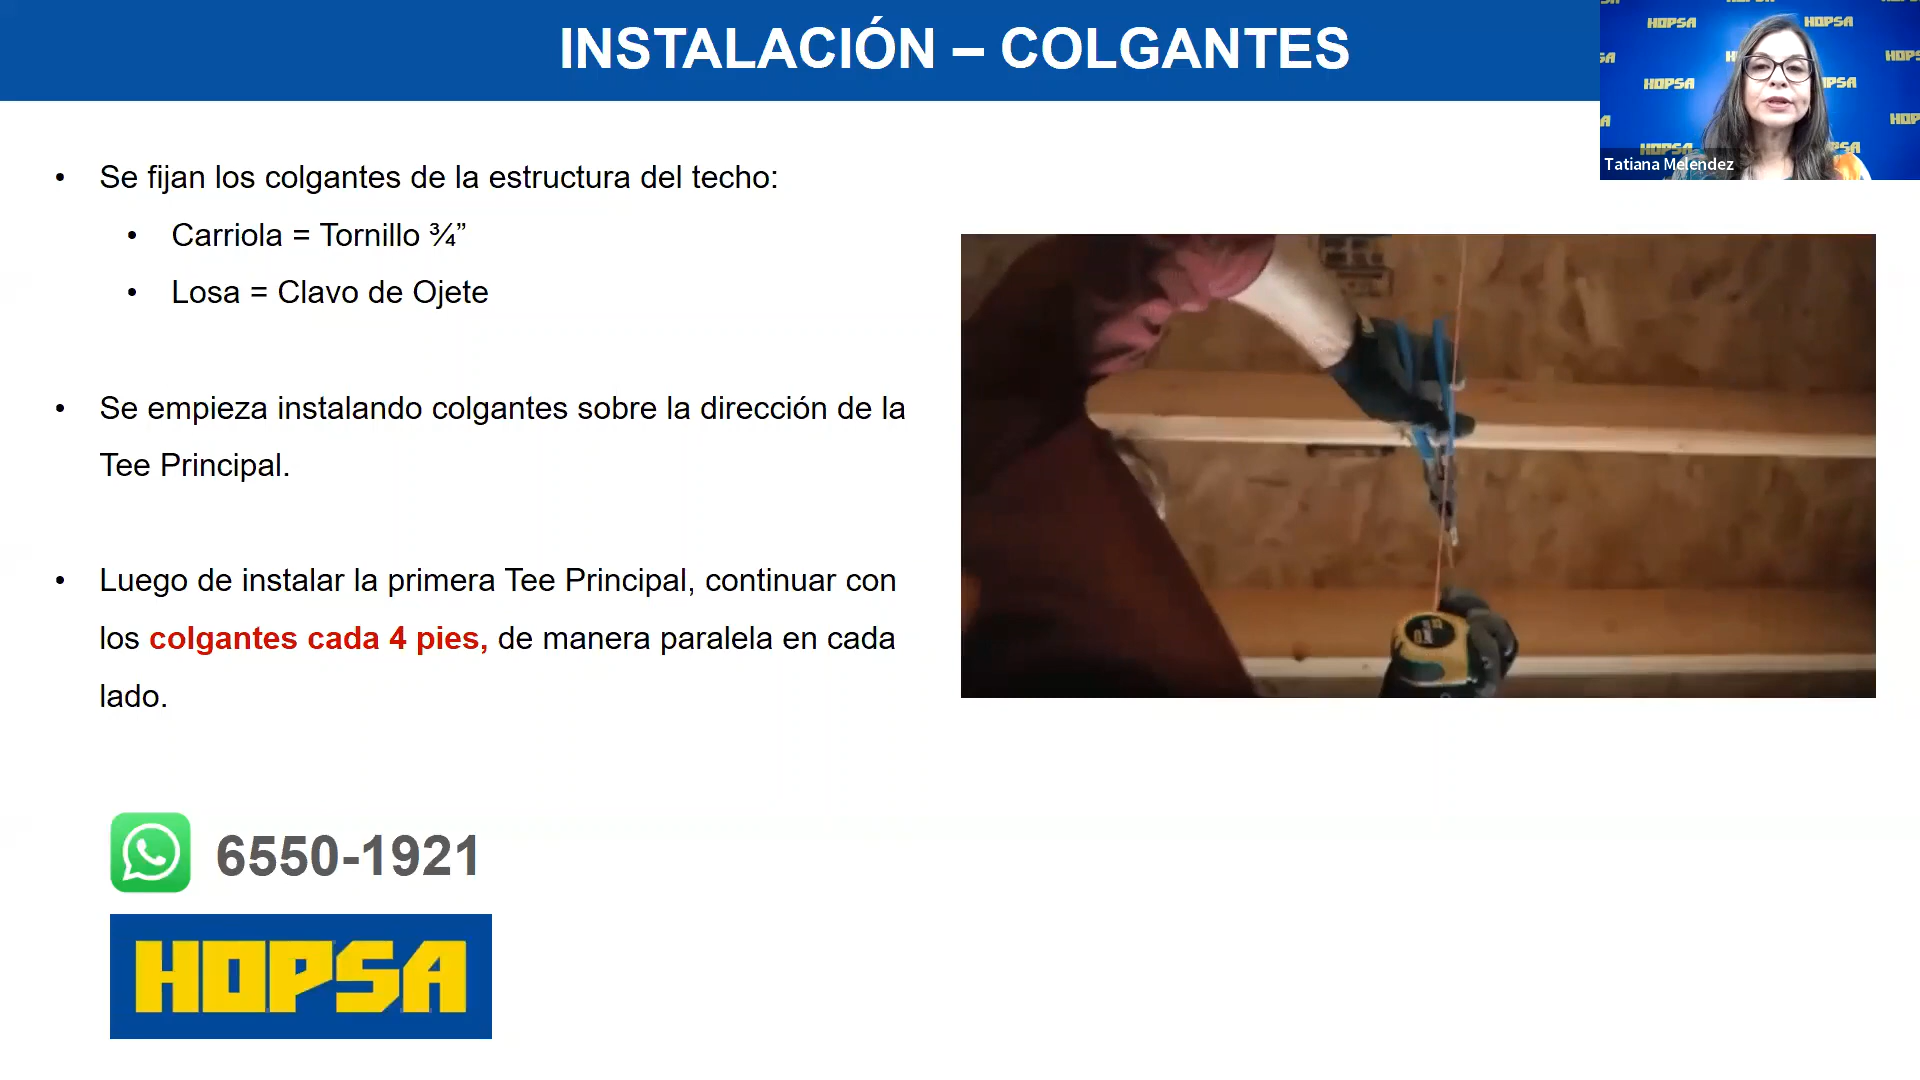 INSTALACIÓN – COLGANTES
HOPSA
HOPSA
HOPSA
HOPSA
Tatiana Melendez
• Se fijan los colgantes de la estructura del techo:
• Carriola = Tornillo ¾”
• Losa = Clavo de Ojete
• Se empieza instalando colgantes sobre la dirección de la
Tee Principal.
• Luego de instalar la primera Tee Principal, continuar con
los colgantes cada 4 pies, de manera paralela en cada
lado.
6550-1921
HOPSA